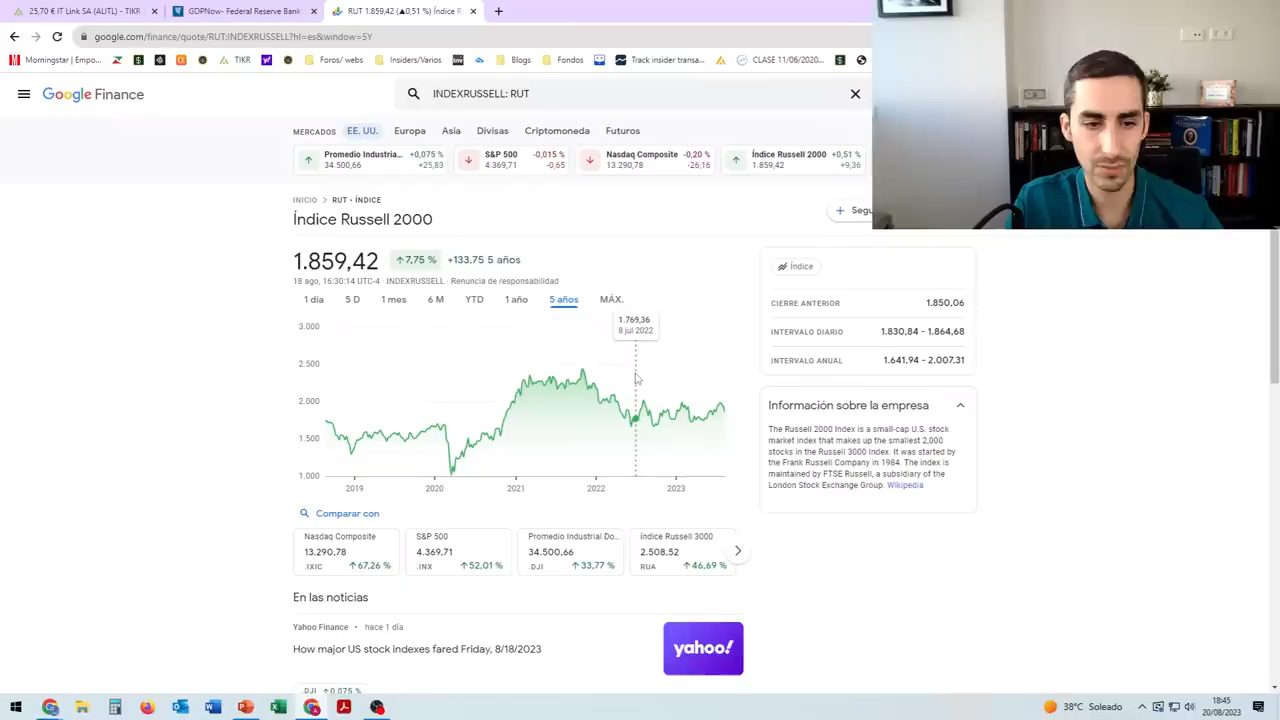 25,70 € IT Link SA (ALITL) - TIKR
GDPNow - Federal Reserve Bank
RUT 1.859,42 (▲0,51 %) Índice R
google.com/finance/quote/RUT:INDEXRUSSELL?hl=es&window=5Y
Morningstar | Empo...
TIKR
Foros/ webs
Insiders/Varios
Blogs
Fondos
Track insider transa...
CLASE 11/06/2020...
Google Finance
INDEXRUSSELL: RUT
MERCADOS
EE. UU.
Europa
Asia
Divisas
Criptomoneda
Futuros
Promedio Industria... +0,075 %
34.500,66 +25,83
S&P 500 -0,015 %
4.369,71 -0,65
Nasdaq Composite -0,20 %
13.290,78 -26,16
Índice Russell 2000 +0,51 %
1.859,42 +9,36
INICIO > RUT • ÍNDICE
Índice Russell 2000
+ Segu
1.859,42
↑7,75 %
+133,75 5 años
18 ago, 16:30:14 UTC-4 · INDEXRUSSELL · Renuncia de responsabilidad
1 día
5 D
1 mes
6 M
YTD
1 año
5 años
MÁX.
1.769,36
8 jul 2022
3.000
2.500
2.000
1.500
1.000
2019
2020
2021
2022
2023
Índice
CIERRE ANTERIOR 1.850,06
INTERVALO DIARIO 1.830,84 - 1.864,68
INTERVALO ANUAL 1.641,94 - 2.007,31
Información sobre la empresa
The Russell 2000 Index is a small-cap U.S. stock
market index that makes up the smallest 2,000
stocks in the Russell 3000 Index. It was started by
the Frank Russell Company in 1984. The index is
maintained by FTSE Russell, a subsidiary of the
London Stock Exchange Group. Wikipedia
Comparar con
Nasdaq Composite
13.290,78
.IXIC ↑67,26 %
S&P 500
4.369,71
.INX ↑52,01 %
Promedio Industrial Do...
34.500,66
.DJI ↑33,77 %
Índice Russell 3000
2.508,52
RUA ↑46,69 %
En las noticias
Yahoo Finance · hace 1 día
How major US stock indexes fared Friday, 8/18/2023
yahoo!
.DJI ↑0,075 %
38°C Soleado
18:45
20/08/2023